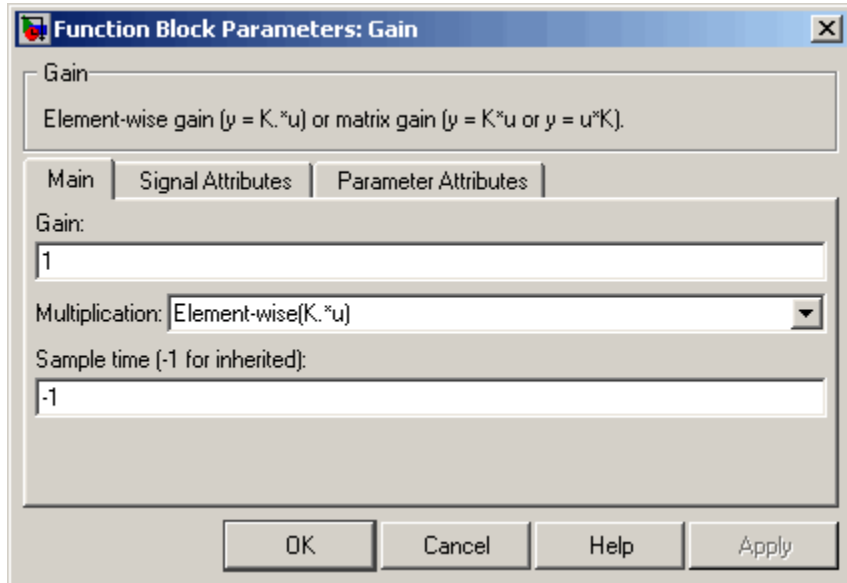 Function Block Parameters: Gain
Gain
Element-wise gain (y = K.*u) or matrix gain (y = K*u or y = u*K).
Main Signal Attributes Parameter Attributes
Gain:
1
Multiplication: Element-wise(K.*u)
Sample time (-1 for inherited):
-1
OK Cancel Help Apply